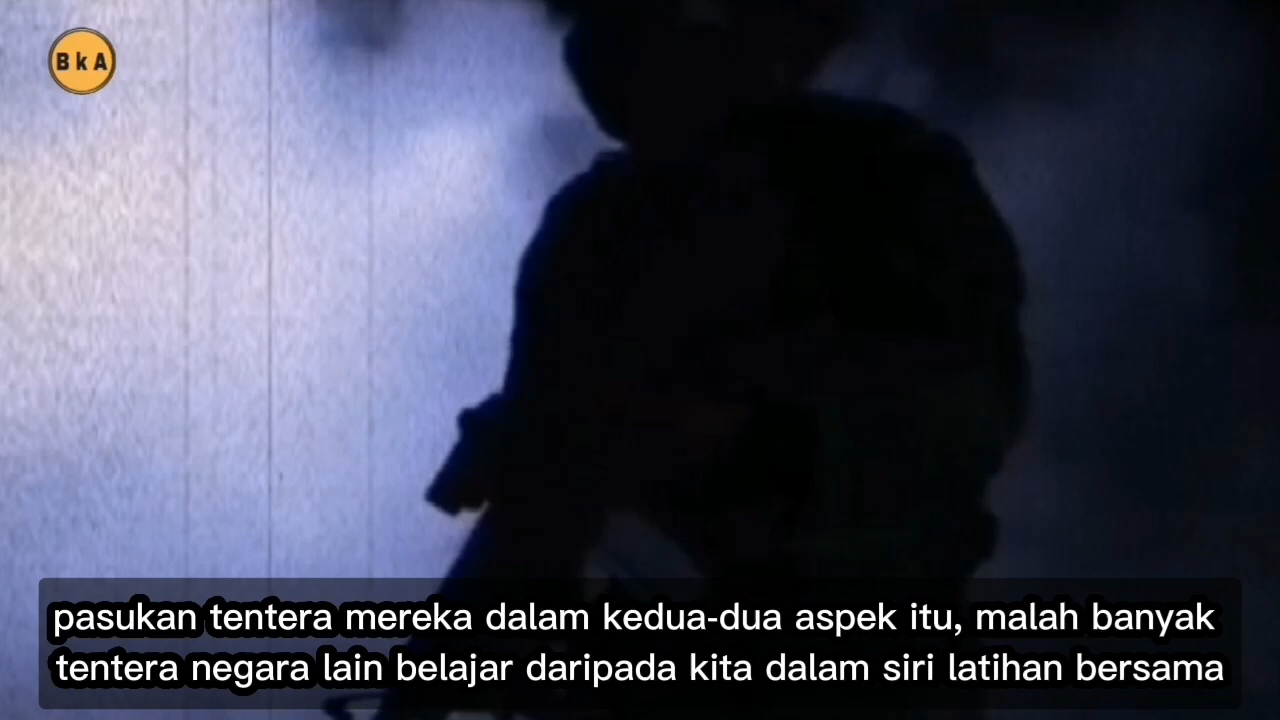 BkA
pasukan tentera mereka dalam kedua-dua aspek itu, malah banyak
tentera negara lain belajar daripada kita dalam siri latihan bersama